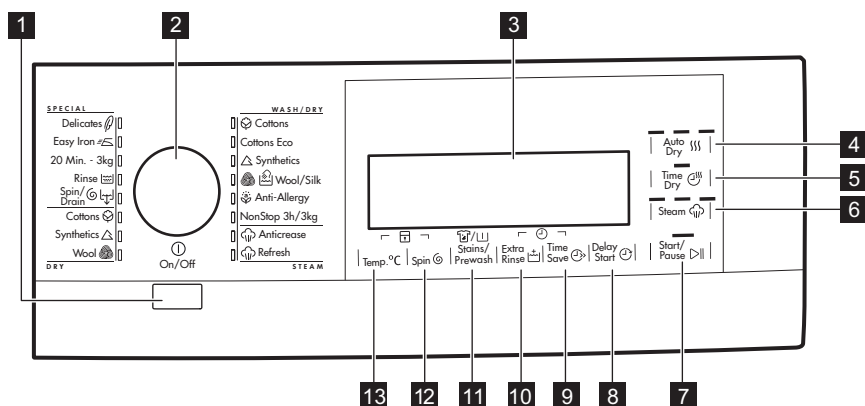 1
2
3
SPECIAL
Delicates
Easy Iron
20 Min. - 3kg
Rinse
Spin/
Drain
Cottons
Synthetics
Wool
DRY
On/Off
WASH/DRY
Cottons
Cottons Eco
Synthetics
Wool/Silk
Anti-Allergy
NonStop 3h/3kg
Anticrease
Refresh
STEAM
Auto
Dry
4
Time
Dry
5
Steam
6
Temp.°C
Spin
Stains/
Prewash
Extra
Rinse
Time
Save
Delay
Start
Start/
Pause
13
12
11
10
9
8
7